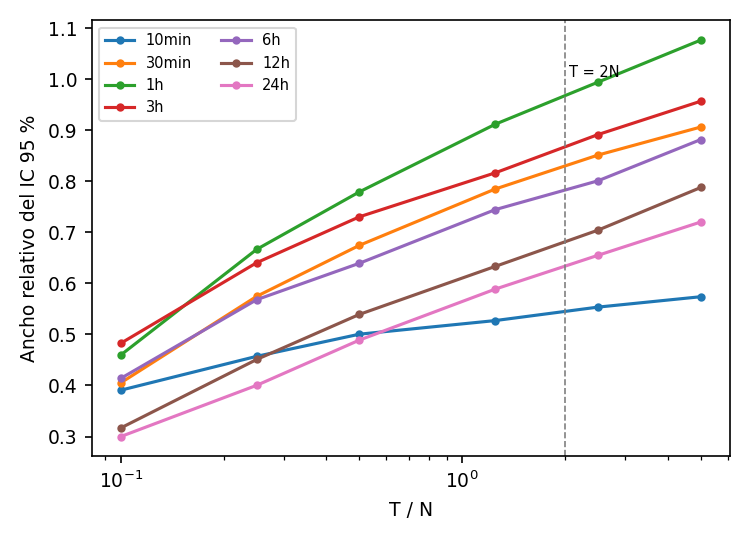 10min
30min
1h
3h
6h
12h
24h
T = 2N
1.1
1.0
0.9
0.8
0.7
0.6
0.5
0.4
0.3
Ancho relativo del IC 95 %
10⁻¹
10⁰
T / N